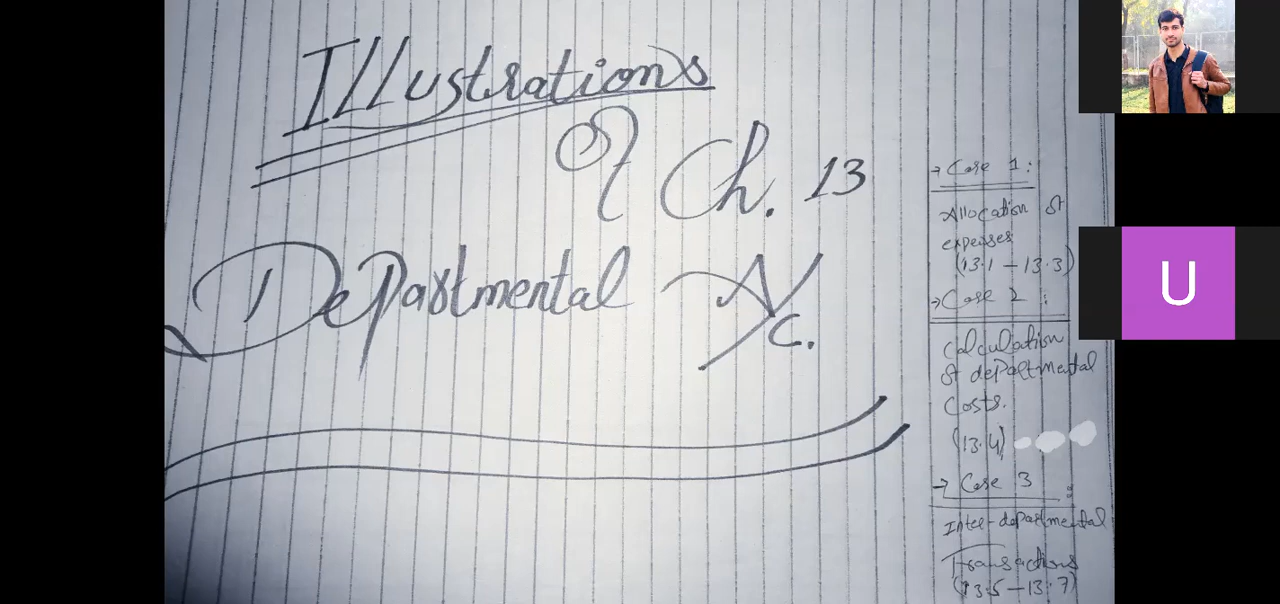 Illustrations
Of Ch. 13
Departmental A/c.
→ Case 1:
Allocation of
expenses
(13.1 – 13.3)
→ Case 2 :
Calculation
of departmental
Costs.
(13.4)
→ Case 3 :
Inter-departmental
Transactions
(13.5 – 13.7)
U